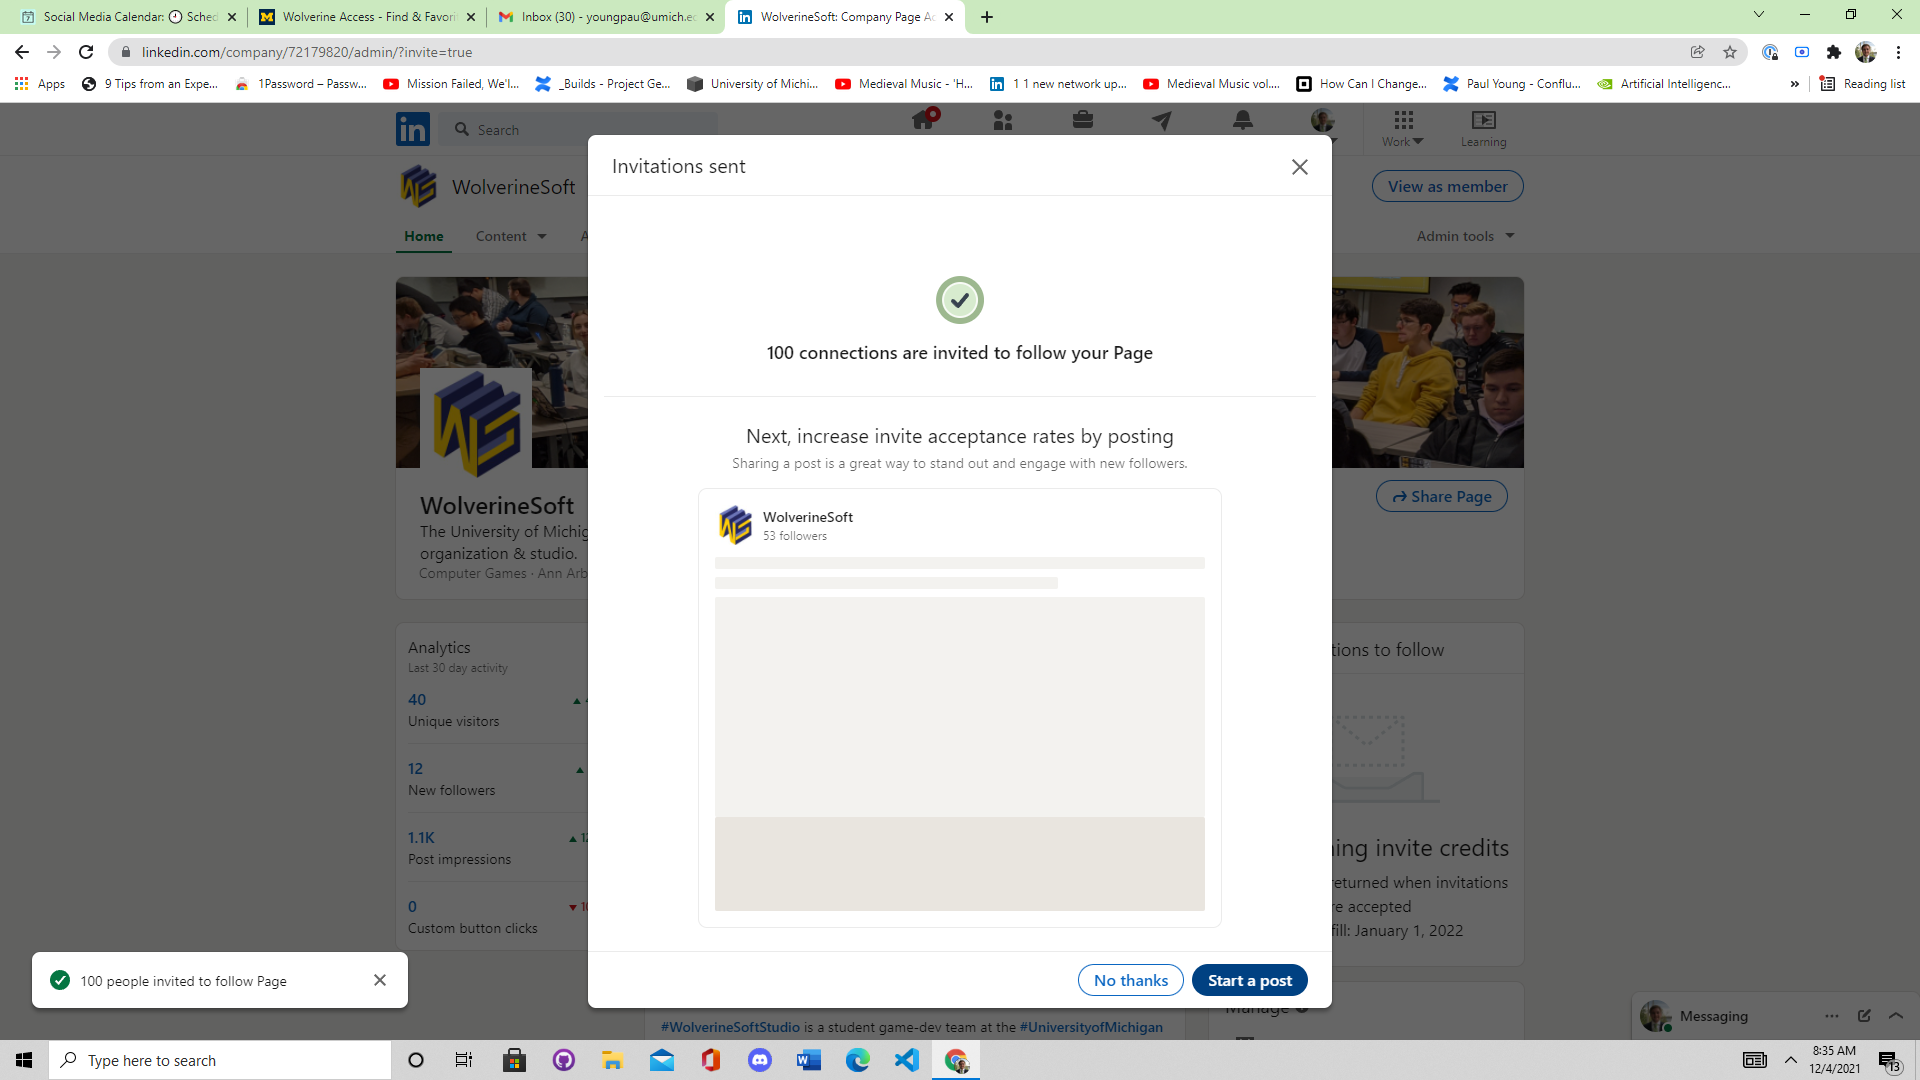 Social Media Calendar: Sched
Wolverine Access - Find & Favori
Inbox (30) - youngpau@umich.ed
WolverineSoft: Company Page Ad
linkedin.com/company/72179820/admin/?invite=true
Apps
9 Tips from an Expe...
1Password – Passw...
Mission Failed, We'l...
_Builds - Project Ge...
University of Michi...
Medieval Music - 'H...
1 1 new network up...
Medieval Music vol....
How Can I Change...
Paul Young - Conflu...
Artificial Intelligenc...
»
Reading list
in
Search
Work
Learning
WolverineSoft
View as member
Home
Content
A
Admin tools
Invitations sent
100 connections are invited to follow your Page
Next, increase invite acceptance rates by posting
Sharing a post is a great way to stand out and engage with new followers.
WolverineSoft
53 followers
No thanks
Start a post
WolverineSoft
The University of Michig
organization & studio.
Computer Games · Ann Arb
Share Page
Analytics
Last 30 day activity
40
Unique visitors
12
New followers
1.1K
Post impressions
0
Custom button clicks
tions to follow
ning invite credits
returned when invitations
re accepted
fill: January 1, 2022
100 people invited to follow Page
#WolverineSoftStudio is a student game-dev team at the #UniversityofMichigan
Manage
Messaging
Type here to search
8:35 AM
12/4/2021
13